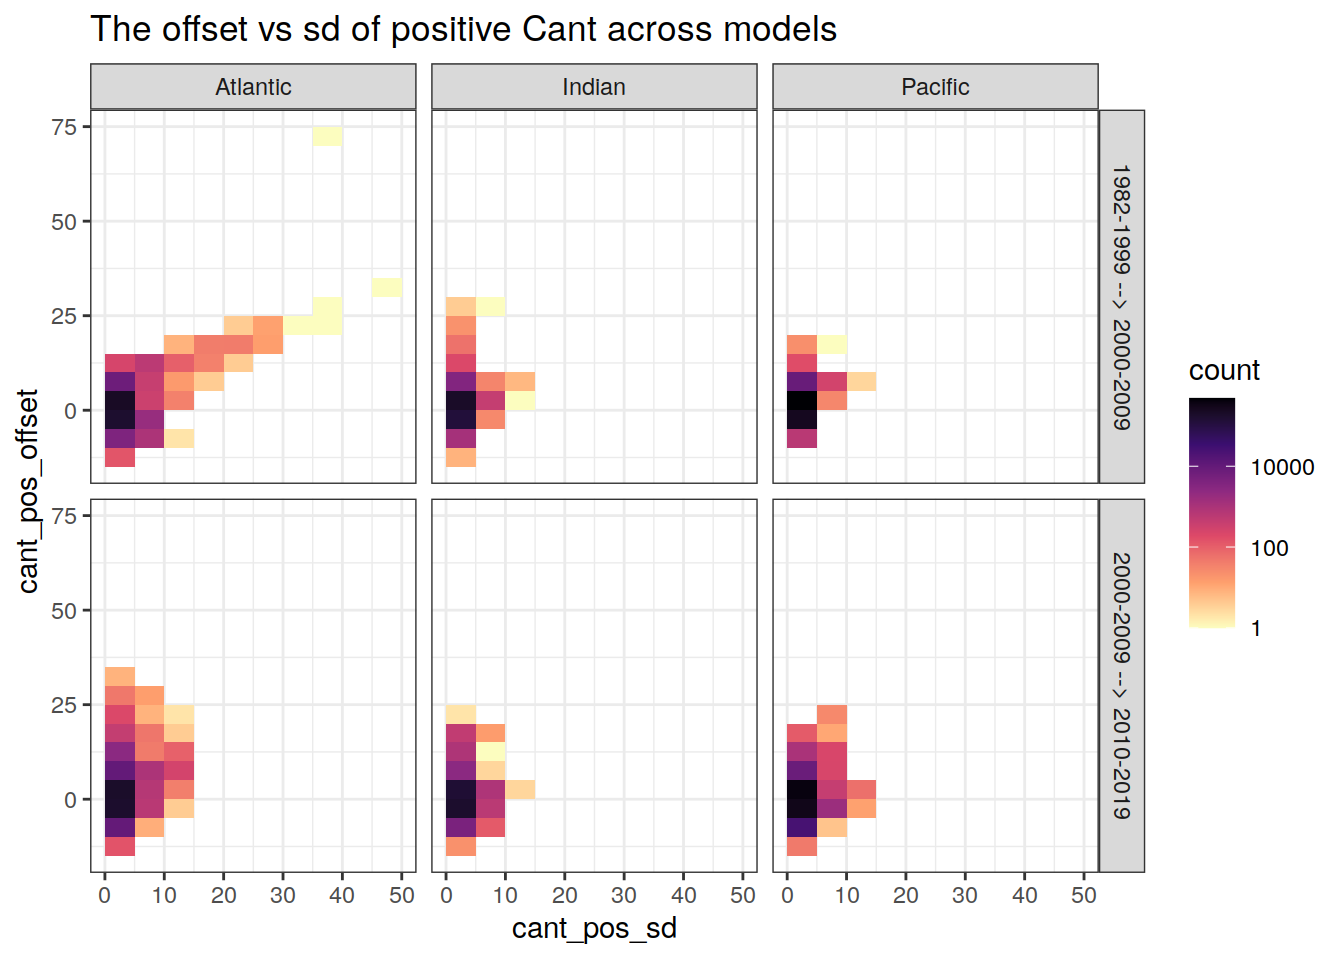 The offset vs sd of positive Cant across models
Atlantic
Indian
Pacific
75
50
25
0
1982-1999 --> 2000-2009
cant_pos_offset
75
50
25
0
2000-2009 --> 2010-2019
0 10 20 30 40 50
0 10 20 30 40 50
0 10 20 30 40 50
cant_pos_sd
count
10000
100
1